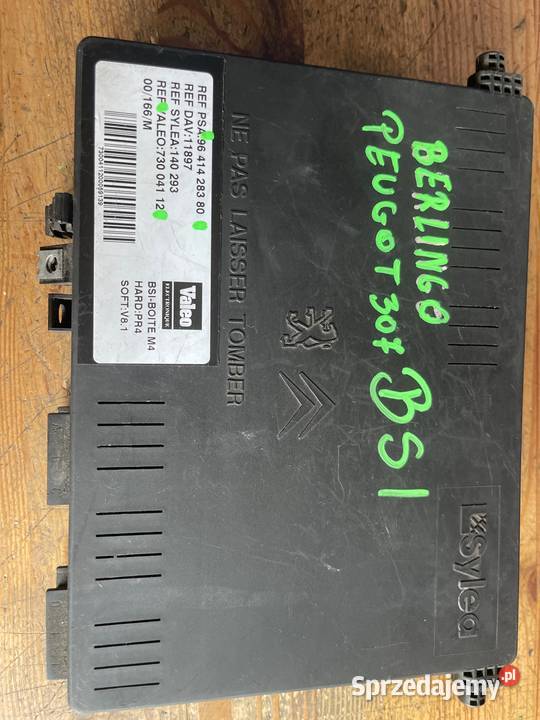 REF PSA:96 414 283 80
REF DAV:11897
REF SYLEA:140 293
REF VALEO:730 041 12
00/166/M
73004112000069139
Valeo
ELECTRONIQUE
BSI-BOITE M4
HARD:PR4
SOFT:V8.1
NE PAS LAISSER TOMBER
BERLINGO
PEUGOT 307
BSI
Sylea
Sprzedajemy.pl